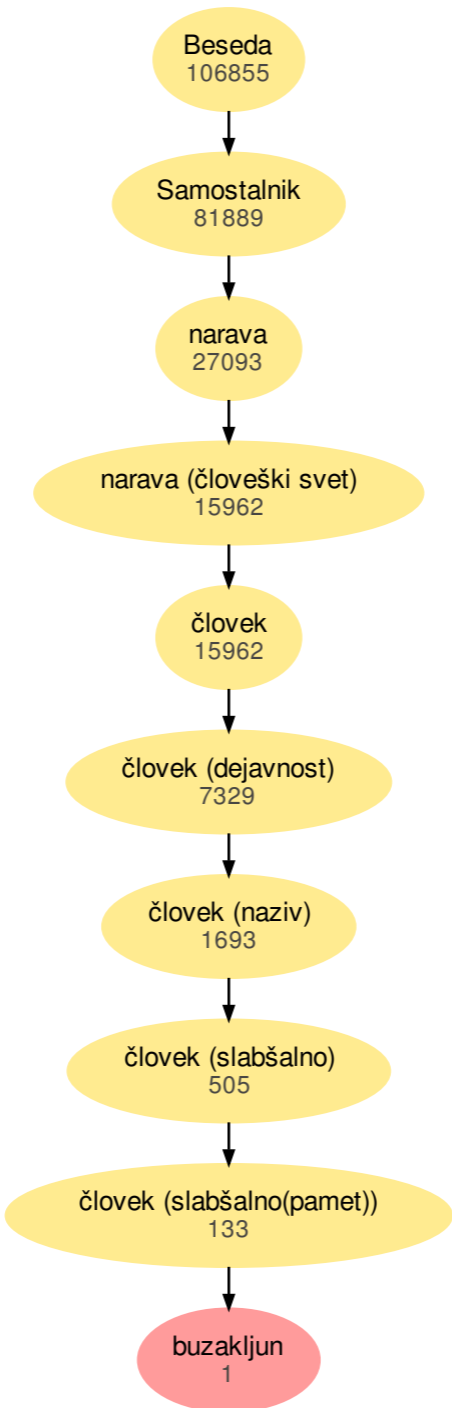 Beseda
106855
Samostalnik
81889
narava
27093
narava (človeški svet)
15962
človek
15962
človek (dejavnost)
7329
človek (naziv)
1693
človek (slabšalno)
505
človek (slabšalno(pamet))
133
buzakljun
1